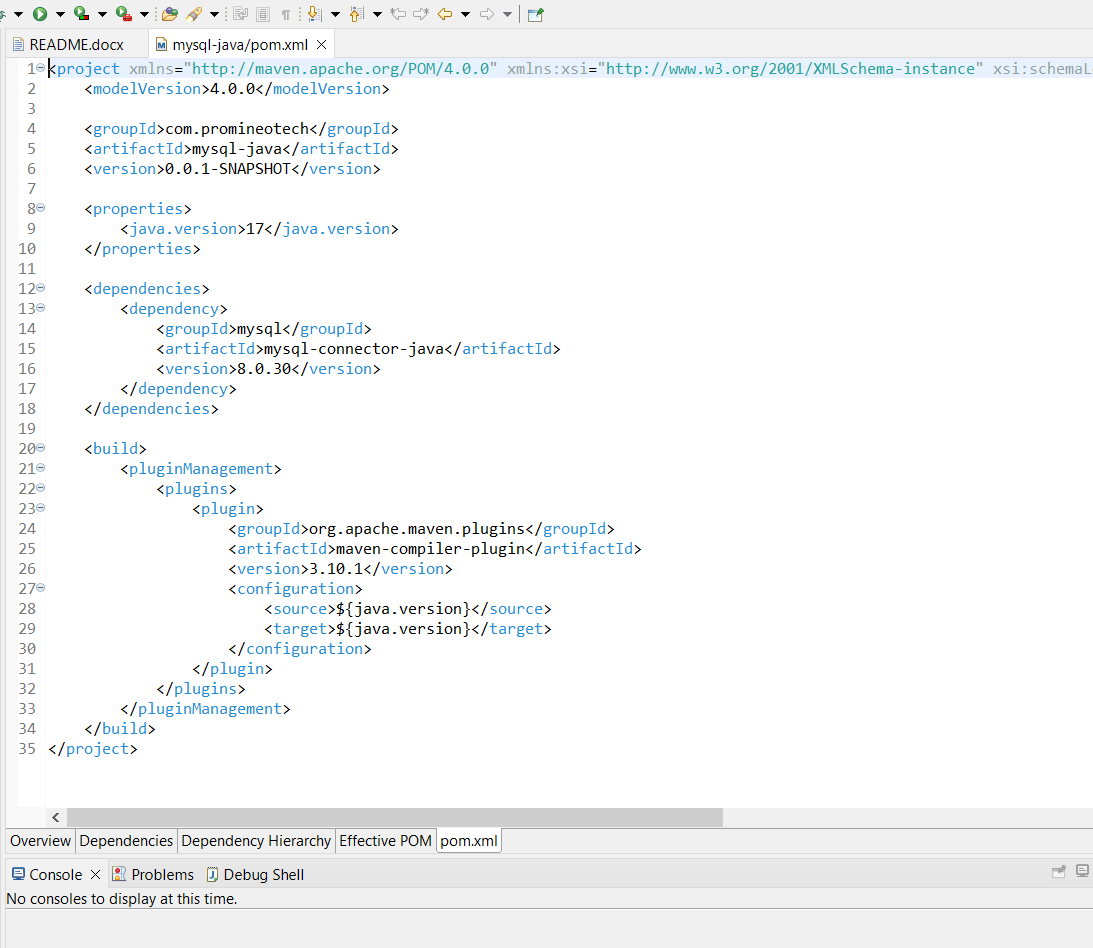 README.docx
mysql-java/pom.xml
1 <project xmlns="http://maven.apache.org/POM/4.0.0" xmlns:xsi="http://www.w3.org/2001/XMLSchema-instance" xsi:schemaL
2     <modelVersion>4.0.0</modelVersion>
3
4     <groupId>com.promineotech</groupId>
5     <artifactId>mysql-java</artifactId>
6     <version>0.0.1-SNAPSHOT</version>
7
8     <properties>
9         <java.version>17</java.version>
10     </properties>
11
12     <dependencies>
13         <dependency>
14             <groupId>mysql</groupId>
15             <artifactId>mysql-connector-java</artifactId>
16             <version>8.0.30</version>
17         </dependency>
18     </dependencies>
19
20     <build>
21         <pluginManagement>
22             <plugins>
23                 <plugin>
24                     <groupId>org.apache.maven.plugins</groupId>
25                     <artifactId>maven-compiler-plugin</artifactId>
26                     <version>3.10.1</version>
27                     <configuration>
28                         <source>${java.version}</source>
29                         <target>${java.version}</target>
30                     </configuration>
31                 </plugin>
32             </plugins>
33         </pluginManagement>
34     </build>
35 </project>
Overview Dependencies Dependency Hierarchy Effective POM pom.xml
Console Problems Debug Shell
No consoles to display at this time.